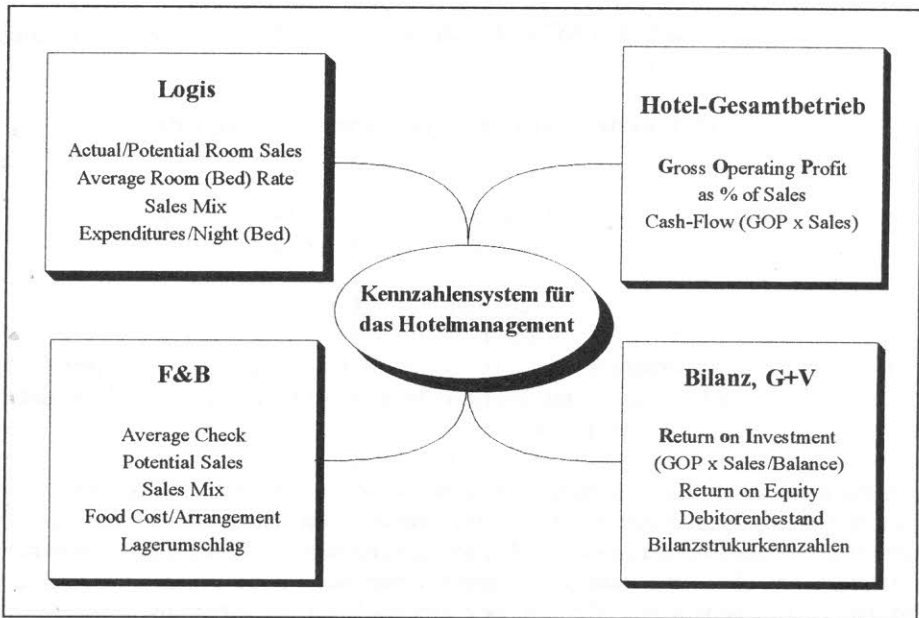 Logis
Actual/Potential Room Sales
Average Room (Bed) Rate
Sales Mix
Expenditures/Night (Bed)
Hotel-Gesamtbetrieb
Gross Operating Profit
as % of Sales
Cash-Flow (GOP x Sales)
Kennzahlensystem für
das Hotelmanagement
F&B
Average Check
Potential Sales
Sales Mix
Food Cost/Arrangement
Lagerumschlag
Bilanz, G+V
Return on Investment
(GOP x Sales/Balance)
Return on Equity
Debitorenbestand
Bilanzstrukurkennzahlen